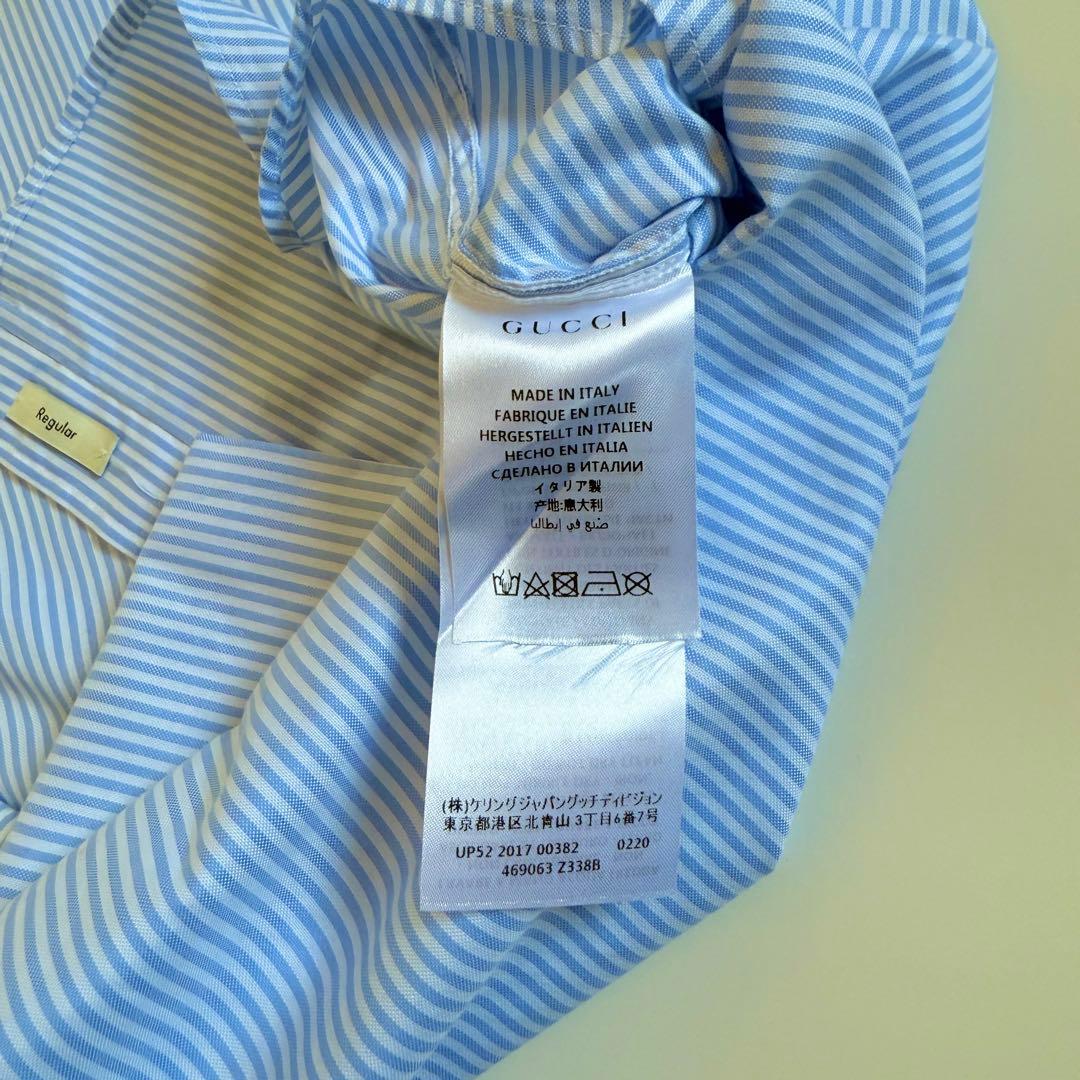 Regular
GUCCI
MADE IN ITALY
FABRIQUE EN ITALIE
HERGESTELLT IN ITALIEN
HECHO EN ITALIA
СДЕЛАНО В ИТАЛИИ
イタリア製
产地:意大利
صنع في إيطاليا
(株)ケリングジャパングッチディビジョン
東京都港区北青山3丁目6番7号
UP52 2017 00382 0220
469063 Z338B